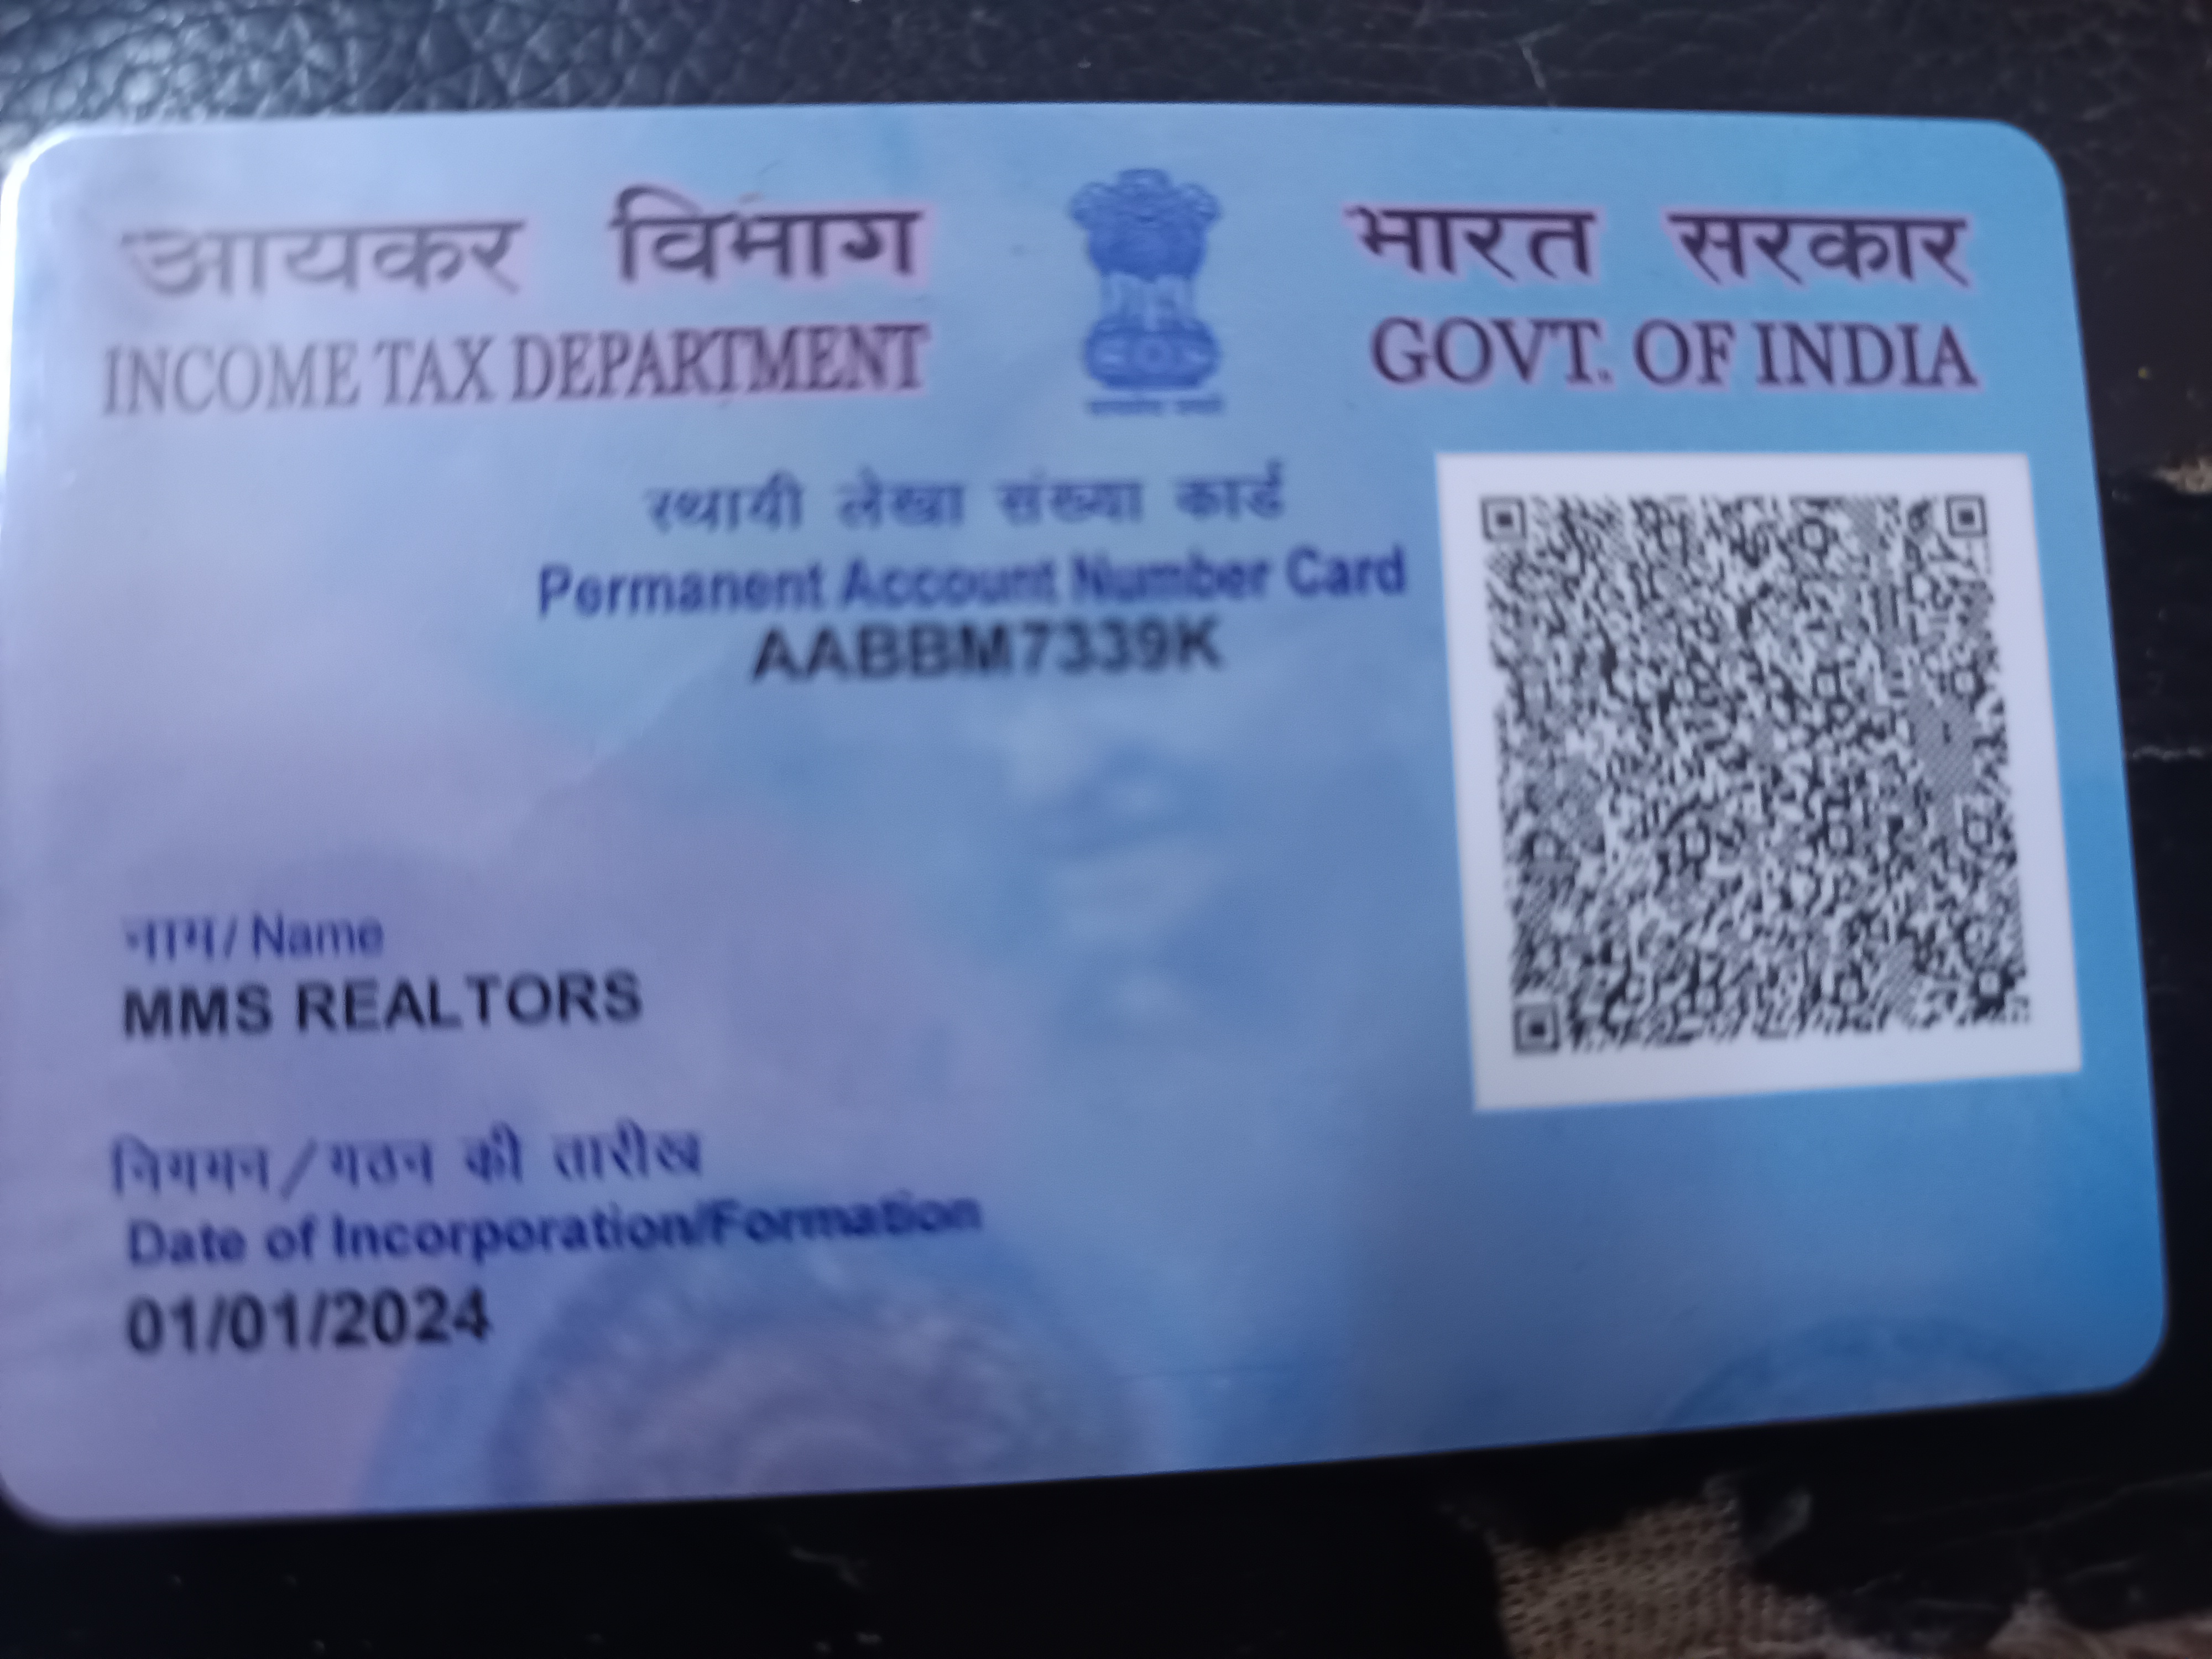 आयकर विभाग
INCOME TAX DEPARTMENT
भारत सरकार
GOVT. OF INDIA
स्थायी लेखा संख्या कार्ड
Permanent Account Number Card
AABBM7339K
नाम/ Name
MMS REALTORS
निगमन/गठन की तारीख
Date of Incorporation/Formation
01/01/2024